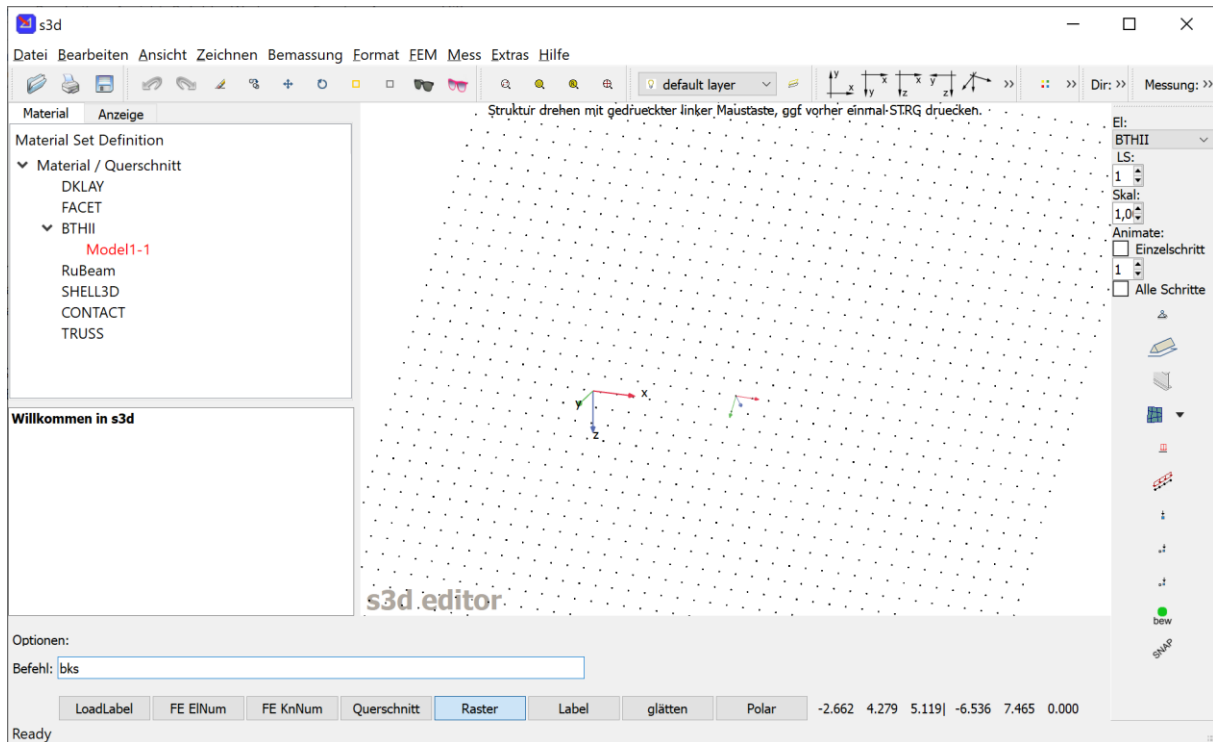 s3d
Datei Bearbeiten Ansicht Zeichnen Bemassung Format FEM Mess Extras Hilfe
default layer
y x
x y
x z
y z
Dir: >>
Messung: >>
Material Anzeige
Material Set Definition
Material / Querschnitt
DKLAY
FACET
BTHII
Model1-1
RuBeam
SHELL3D
CONTACT
TRUSS
Willkommen in s3d
Struktur drehen mit gedrueckter linker Maustaste, ggf. vorher einmal STRG druecken.
x
y
z
s3d editor
El:
BTHII
LS:
1
Skal:
1,0
Animate:
Einzelschritt
1
Alle Schritte
bew
SNAP
Optionen:
Befehl: bks
LoadLabel FE ElNum FE KnNum Querschnitt Raster Label glätten Polar -2.662 4.279 5.119| -6.536 7.465 0.000
Ready